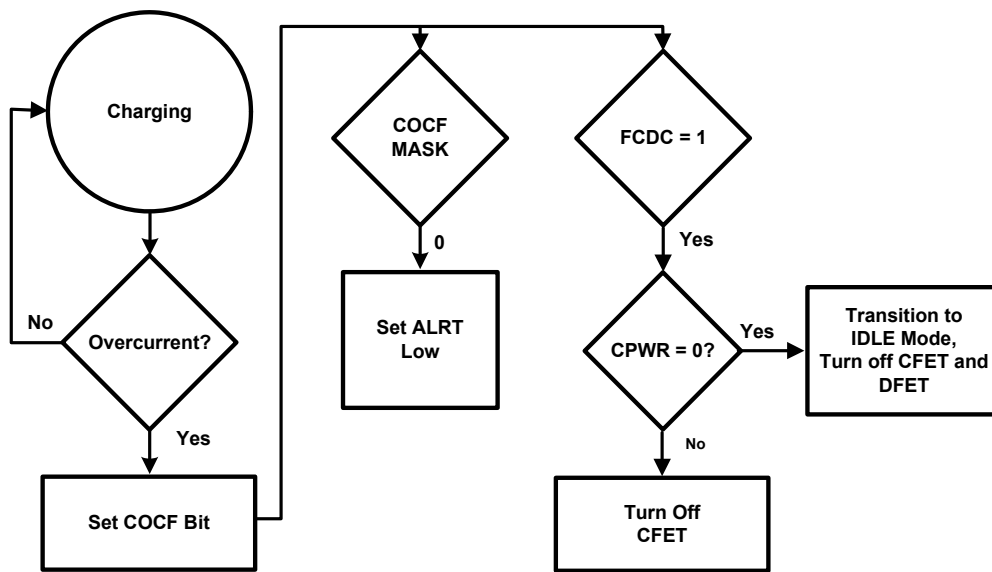 Charging
No
Overcurrent?
Yes
Set COCF Bit
COCF
MASK
0
Set ALRT
Low
FCDC = 1
Yes
CPWR = 0?
Yes
Transition to
IDLE Mode,
Turn off CFET and
DFET
No
Turn Off
CFET